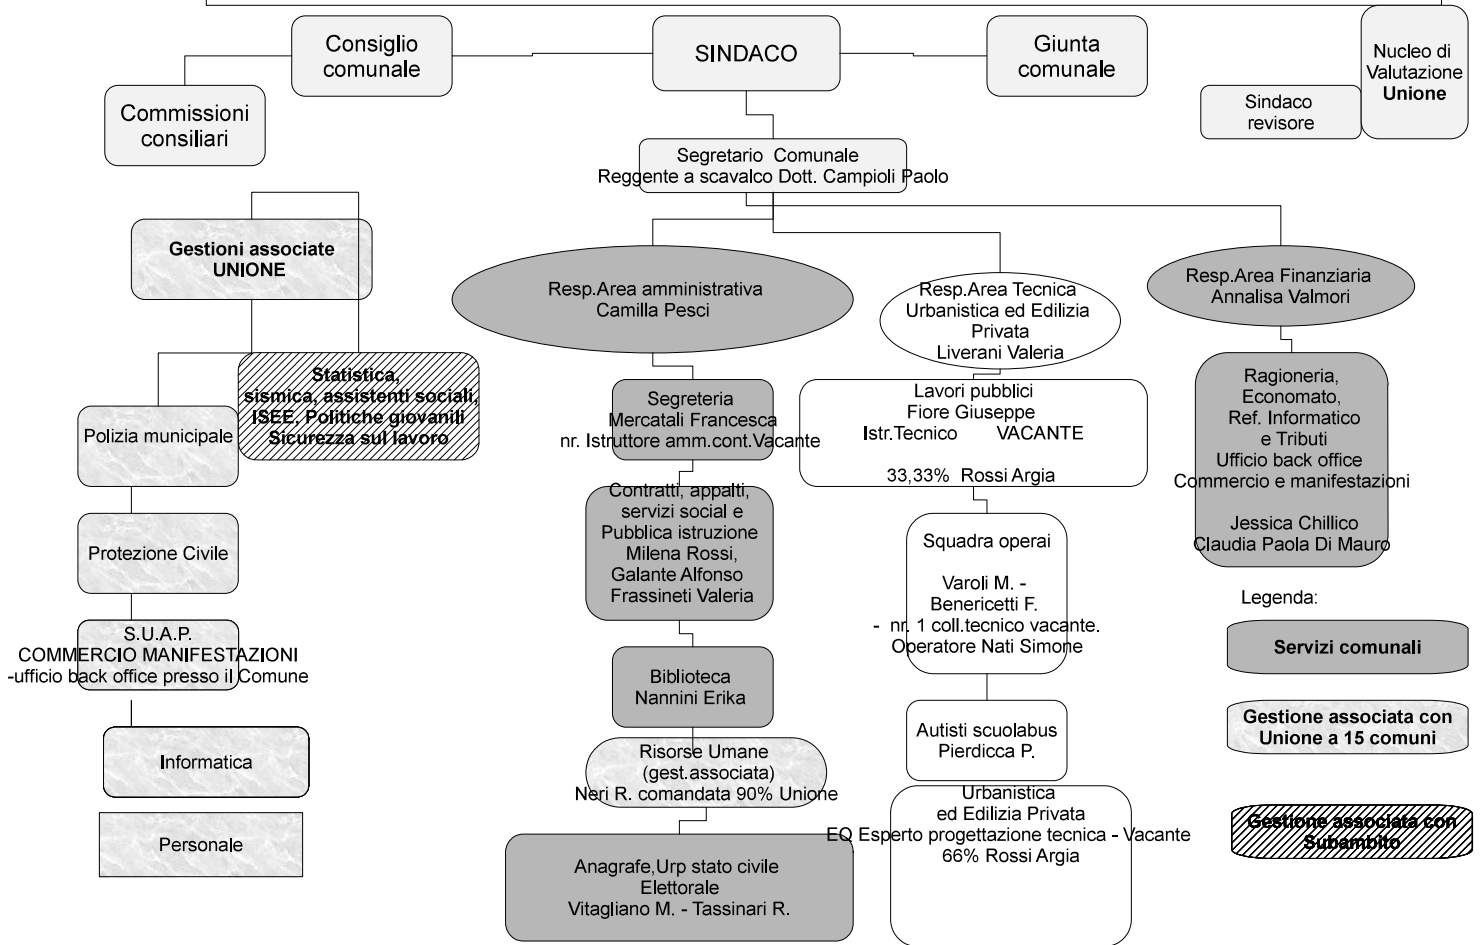 Consiglio
comunale
SINDACO
Giunta
comunale
Nucleo di
Valutazione
Unione
Commissioni
consiliari
Sindaco
revisore
Segretario Comunale
Reggente a scavalco Dott. Campioli Paolo
Gestioni associate
UNIONE
Statistica,
sismica, assistenti sociali,
ISEE, Politiche giovanili
Sicurezza sul lavoro
Polizia municipale
Protezione Civile
S.U.A.P.
COMMERCIO MANIFESTAZIONI
-ufficio back office presso il Comune
Informatica
Personale
Resp.Area amministrativa
Camilla Pesci
Segreteria
Mercatali Francesca
nr. Istruttore amm.cont.Vacante
Contratti, appalti,
servizi social e
Pubblica istruzione
Milena Rossi,
Galante Alfonso
Frassineti Valeria
Biblioteca
Nannini Erika
Risorse Umane
(gest.associata)
Neri R. comandata 90% Unione
Anagrafe,Urp stato civile
Elettorale
Vitagliano M. - Tassinari R.
Resp.Area Tecnica
Urbanistica ed Edilizia
Privata
Liverani Valeria
Lavori pubblici
Fiore Giuseppe
Istr.Tecnico VACANTE
33,33% Rossi Argia
Squadra operai
Varoli M. -
Benericetti F.
- nr. 1 coll.tecnico vacante.
Operatore Nati Simone
Autisti scuolabus
Pierdicca P.
Urbanistica
ed Edilizia Privata
EQ Esperto progettazione tecnica - Vacante
66% Rossi Argia
Resp.Area Finanziaria
Annalisa Valmori
Ragioneria,
Economato,
Ref. Informatico
e Tributi
Ufficio back office
Commercio e manifestazioni
Jessica Chillico
Claudia Paola Di Mauro
Legenda:
Servizi comunali
Gestione associata con
Unione a 15 comuni
Gestione associata con
Subambito